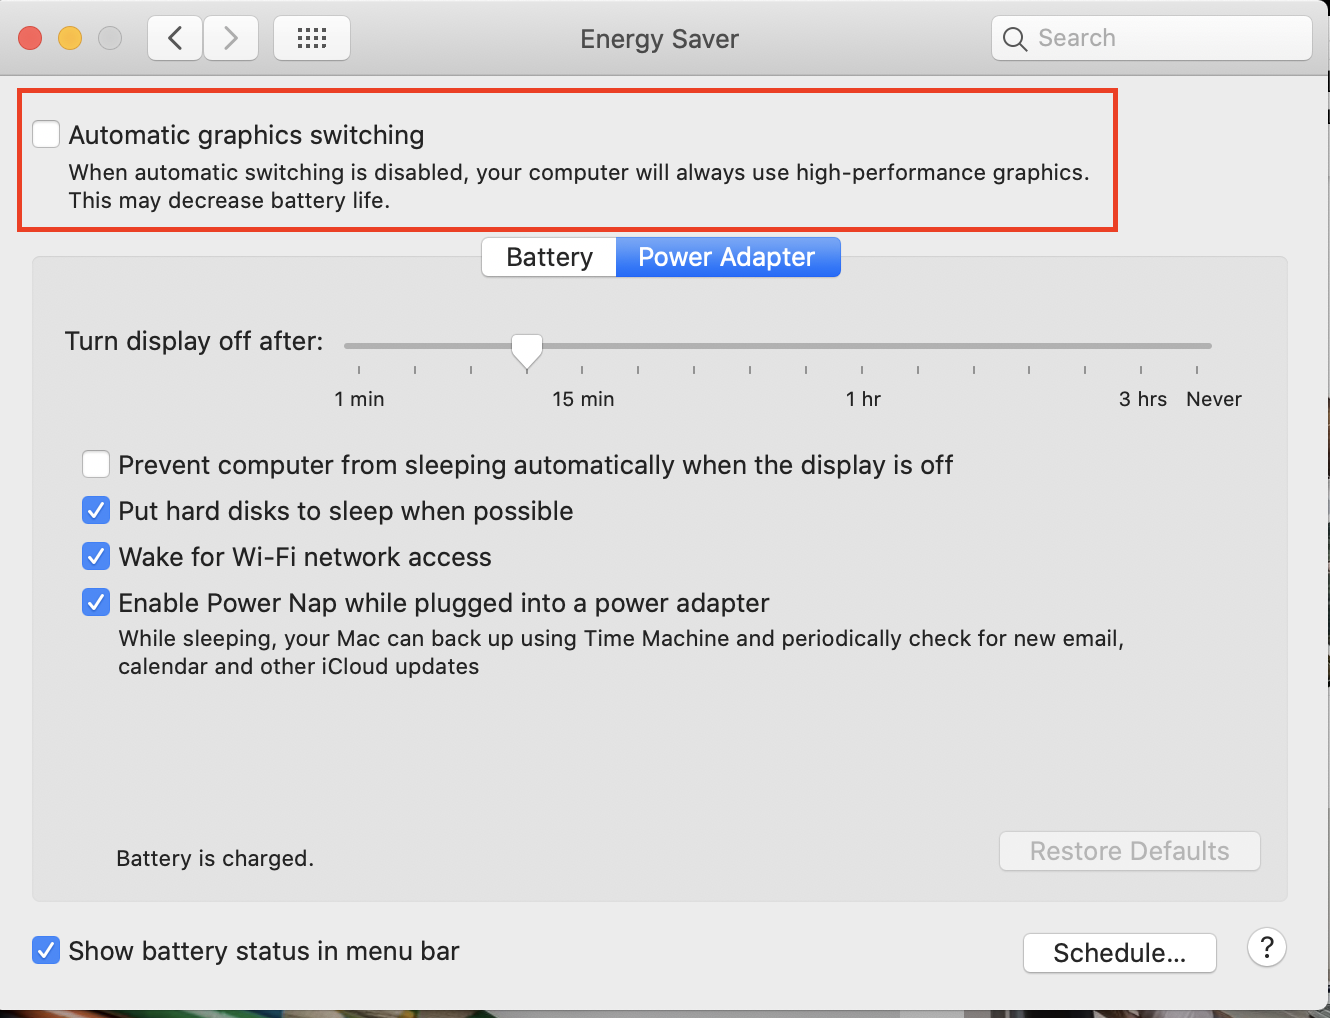 Energy Saver
Search
Automatic graphics switching
When automatic switching is disabled, your computer will always use high-performance graphics.
This may decrease battery life.
Battery
Power Adapter
Turn display off after:
1 min
15 min
1 hr
3 hrs
Never
Prevent computer from sleeping automatically when the display is off
Put hard disks to sleep when possible
Wake for Wi-Fi network access
Enable Power Nap while plugged into a power adapter
While sleeping, your Mac can back up using Time Machine and periodically check for new email,
calendar and other iCloud updates
Battery is charged.
Restore Defaults
Show battery status in menu bar
Schedule...
?